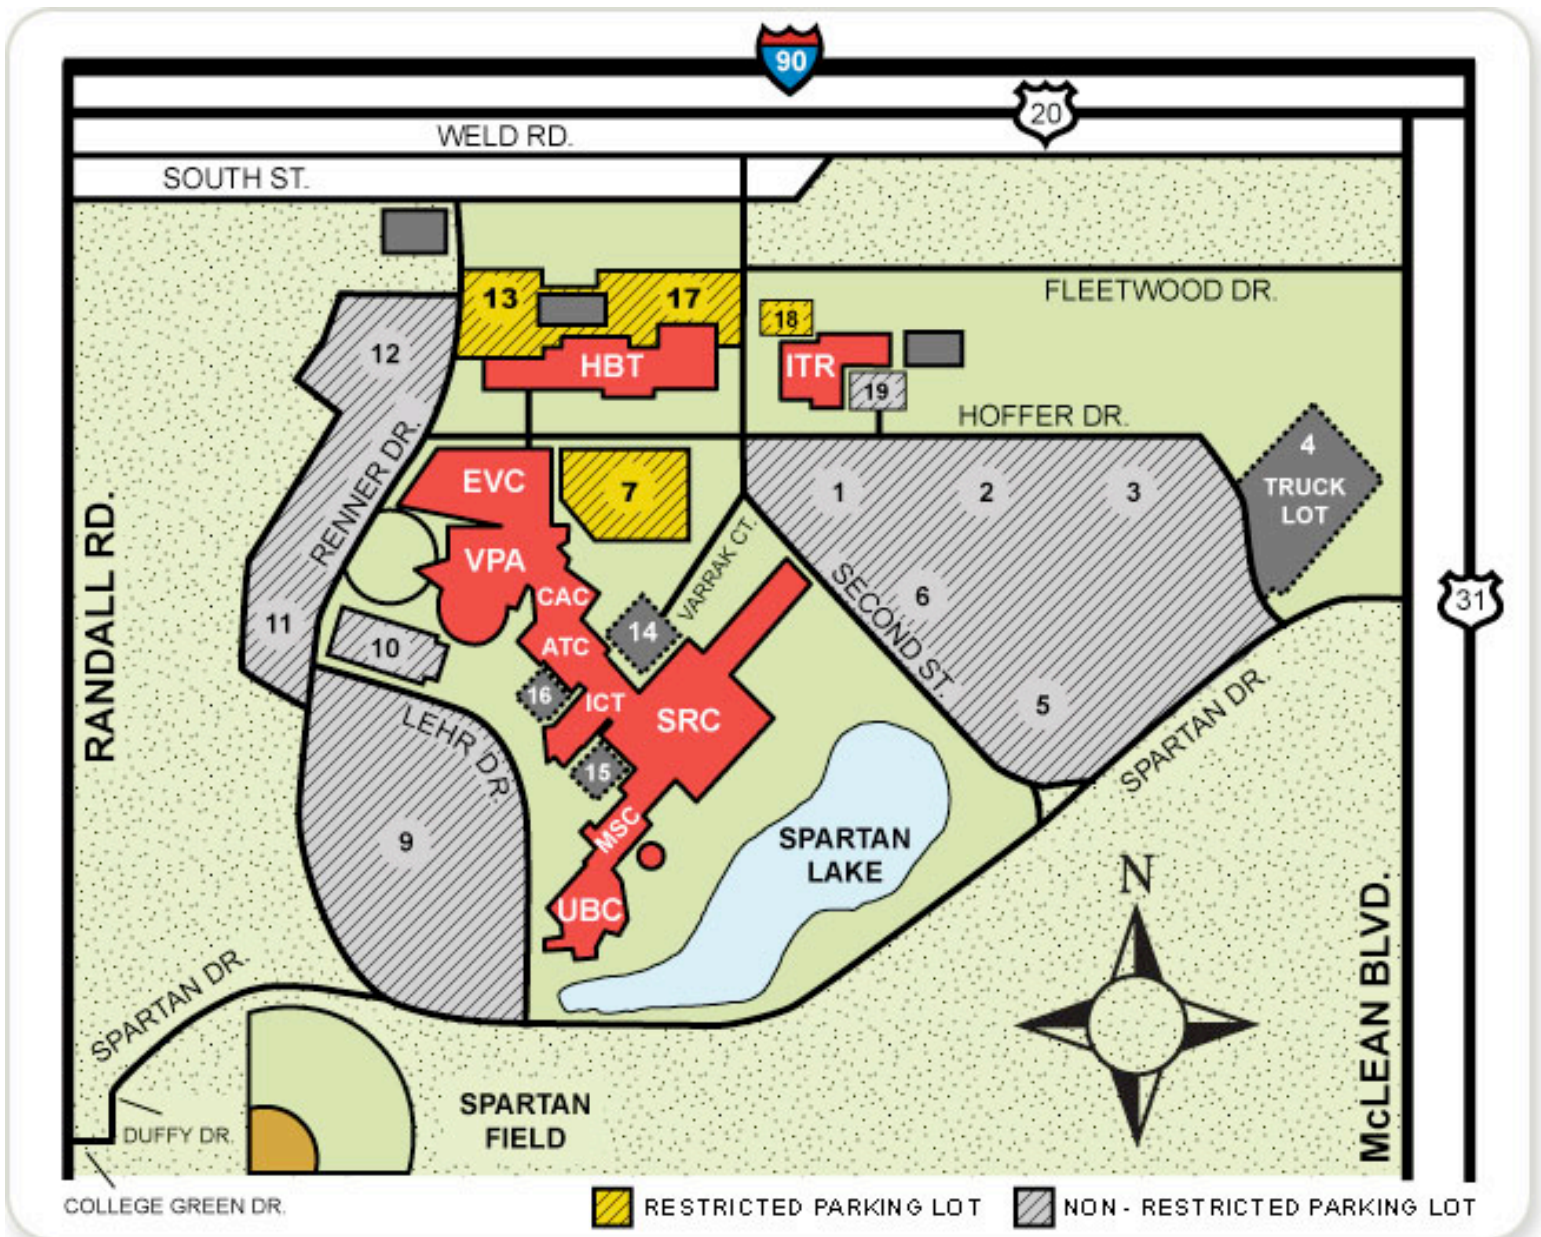 90
20
WELD RD.
SOUTH ST.
FLEETWOOD DR.
13
17
18
12
HBT
ITR
19
HOFFER DR.
4
TRUCK
LOT
RENNER DR.
EVC
7
1
2
3
RANDALL RD.
VPA
VARRAK CT.
SECOND ST.
6
31
CAC
11
10
ATC
14
16
ICT
SRC
5
SPARTAN DR.
LEHR DR.
15
MSC
9
SPARTAN
LAKE
N
UBC
McLEAN BLVD.
SPARTAN DR.
SPARTAN
FIELD
DUFFY DR.
COLLEGE GREEN DR.
RESTRICTED PARKING LOT
NON - RESTRICTED PARKING LOT